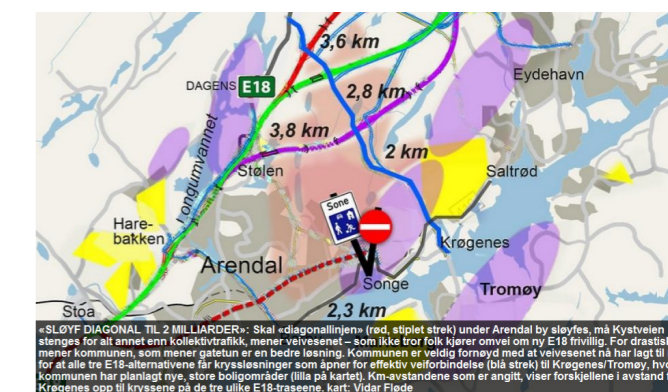 3,6 km
Eydehavn
DAGENS E18
2,8 km
3,8 km
2 km
Longumvannet
Stølen
Saltrød
Sone
Hare-
bakken
Krøgenes
Arendal
Songe
Tromøy
Stoa
2,3 km
«SLØYF DIAGONAL TIL 2 MILLIARDER»: Skal «diagonallinjen» (rød, stiplet strek) under Arendal by sløyfes, må Kystveien
stenges for alt annet enn kollektivtrafikk, mener veivesenet – som ikke tror folk kjører omvei om ny E18 frivillig. For drastisk
mener kommunen, som mener gatetun er en bedre løsning. Kommunen er veldig fornøyd med at veivesenet nå har lagt til
for at alle tre E18-alternativene får kryssløsninger som åpner for effektiv veiforbindelse (blå strek) til Krøgenes/Tromøy, hv
kommunen har planlagt nye, store boligområder (lilla på kartet). Km-avstandene som er angitt, viser forskjellene i avstand
Krøgenes opp til kryssene på de tre ulike E18-traseene, kart: Vidar Fløde